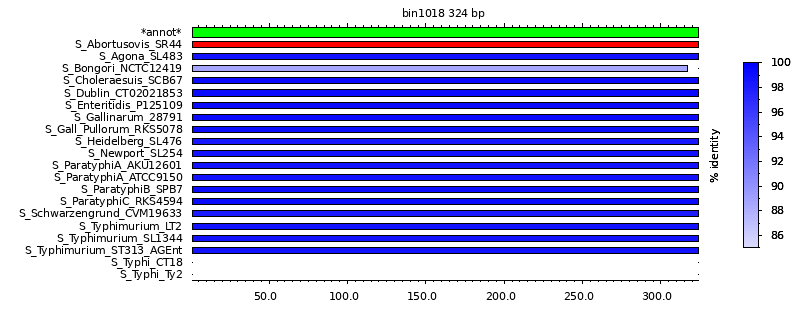 bin1018 324 bp
*annot*
S_Abortusovis_SR44
S_Agona_SL483
S_Bongori_NCTC12419
S_Choleraesuis_SCB67
S_Dublin_CT02021853
S_Enteritidis_P125109
S_Gallinarum_28791
S_Gall_Pullorum_RKS5078
S_Heidelberg_SL476
S_Newport_SL254
S_ParatyphiA_AKU12601
S_ParatyphiA_ATCC9150
S_ParatyphiB_SPB7
S_ParatyphiC_RKS4594
S_Schwarzengrund_CVM19633
S_Typhimurium_LT2
S_Typhimurium_SL1344
S_Typhimurium_ST313_AGEnt
S_Typhi_CT18
S_Typhi_Ty2
50.0 100.0 150.0 200.0 250.0 300.0
% identity
100
98
96
94
92
90
88
86